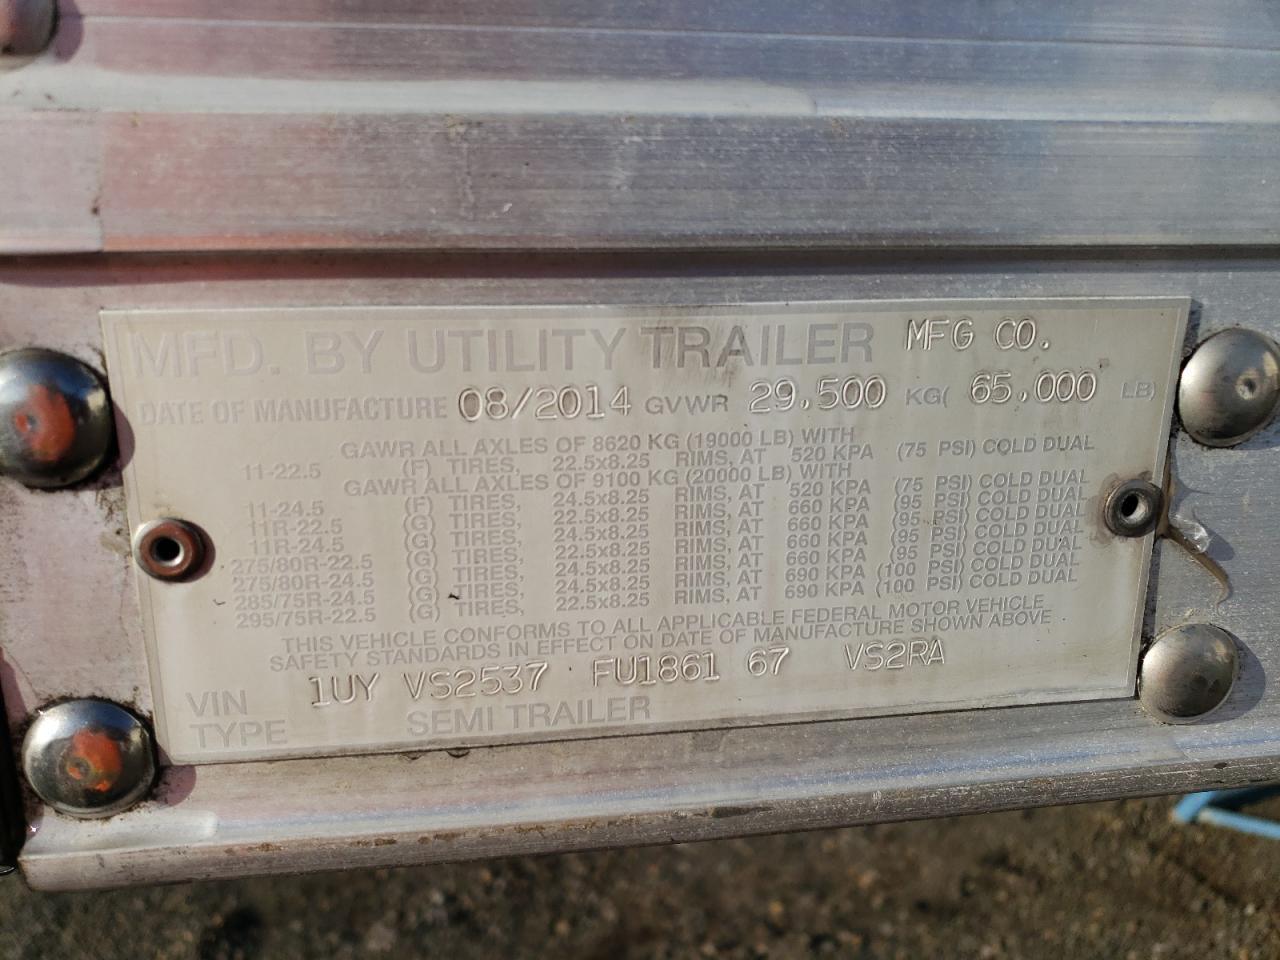 MFD. BY UTILITY TRAILER MFG CO.
DATE OF MANUFACTURE 08/2014 GVWR 29.500 KG( 65.000 LB)
GAWR ALL AXLES OF 8620 KG (19000 LB) WITH
11-22.5 (F) TIRES, 22.5x8.25 RIMS, AT 520 KPA (75 PSI) COLD DUAL
GAWR ALL AXLES OF 9100 KG (20000 LB) WITH
11-24.5 (F) TIRES, 24.5x8.25 RIMS, AT 520 KPA (75 PSI) COLD DUAL
11R-22.5 (G) TIRES, 22.5x8.25 RIMS, AT 660 KPA (95 PSI) COLD DUAL
11R-24.5 (G) TIRES, 24.5x8.25 RIMS, AT 660 KPA (95 PSI) COLD DUAL
275/80R-22.5 (G) TIRES, 22.5x8.25 RIMS, AT 660 KPA (95 PSI) COLD DUAL
275/80R-24.5 (G) TIRES, 24.5x8.25 RIMS, AT 660 KPA (95 PSI) COLD DUAL
285/75R-24.5 (G) TIRES, 24.5x8.25 RIMS, AT 690 KPA (100 PSI) COLD DUAL
295/75R-22.5 (G) TIRES, 22.5x8.25 RIMS, AT 690 KPA (100 PSI) COLD DUAL
THIS VEHICLE CONFORMS TO ALL APPLICABLE FEDERAL MOTOR VEHICLE
SAFETY STANDARDS IN EFFECT ON DATE OF MANUFACTURE SHOWN ABOVE
VIN 1UY VS2537 FU1861 67 VS2RA
TYPE SEMI TRAILER